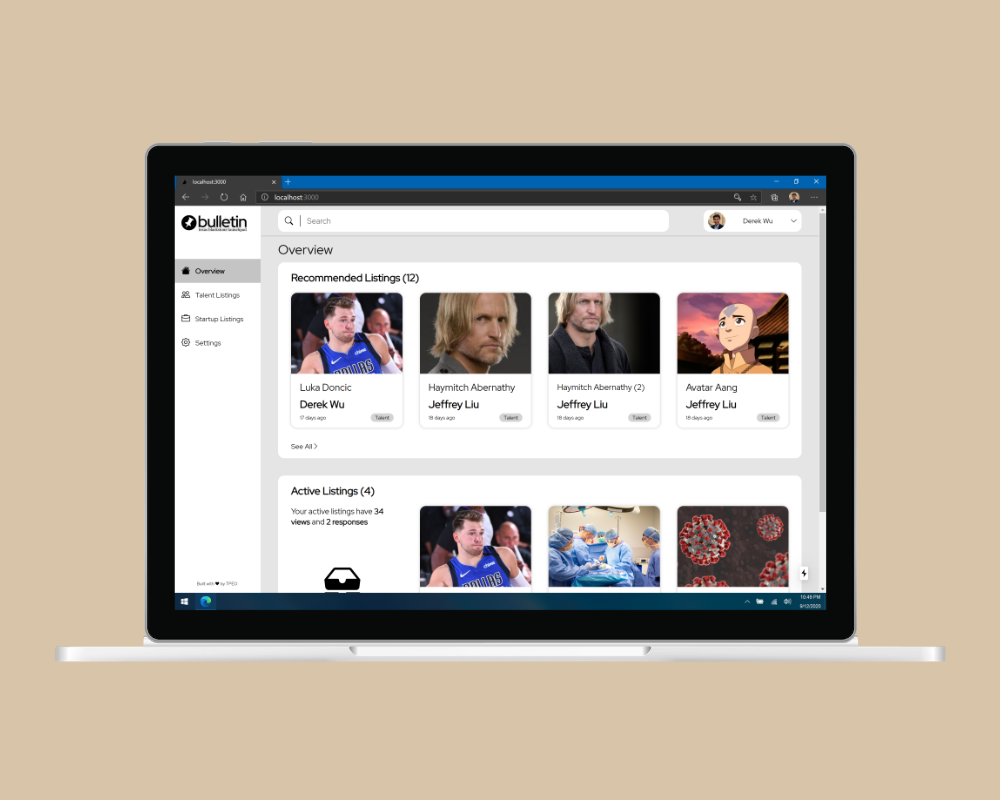 localhost:3000
localhost:3000
bulletin
Search
Derek Wu
Overview
Talent Listings
Startup Listings
Settings
Built with ♥ by TPEO
Overview
Recommended Listings (12)
Luka Doncic
Derek Wu
17 days ago
Talent
Haymitch Abernathy
Jeffrey Liu
18 days ago
Talent
Haymitch Abernathy (2)
Jeffrey Liu
18 days ago
Talent
Avatar Aang
Jeffrey Liu
18 days ago
Talent
See All >
Active Listings (4)
Your active listings have 34
views and 2 responses
10:48 PM
9/12/2020